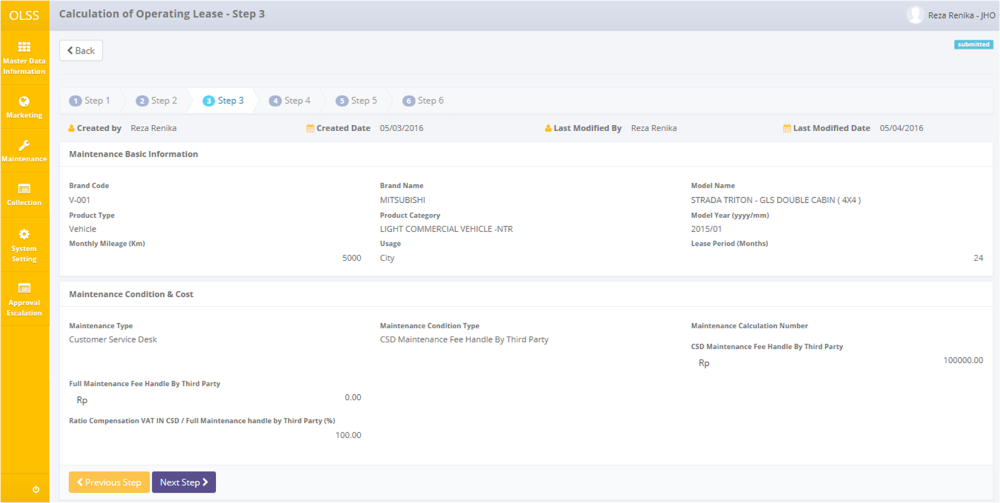 OLSS
Calculation of Operating Lease - Step 3
Reza Renika - JHO
Master Data
Information
Marketing
Maintenance
Collection
System
Setting
Approval
Escalation
Back
submitted
1 Step 1
2 Step 2
3 Step 3
4 Step 4
5 Step 5
6 Step 6
Created by Reza Renika
Created Date 05/03/2016
Last Modified By Reza Renika
Last Modified Date 05/04/2016
Maintenance Basic Information
Brand Code
V-001
Brand Name
MITSUBISHI
Model Name
STRADA TRITON - GLS DOUBLE CABIN ( 4X4 )
Product Type
Vehicle
Product Category
LIGHT COMMERCIAL VEHICLE -NTR
Model Year (yyyy/mm)
2015/01
Monthly Mileage (Km)
5000
Usage
City
Lease Period (Months)
24
Maintenance Condition & Cost
Maintenance Type
Customer Service Desk
Maintenance Condition Type
CSD Maintenance Fee Handle By Third Party
Maintenance Calculation Number
CSD Maintenance Fee Handle By Third Party
Rp 100000.00
Full Maintenance Fee Handle By Third Party
Rp 0.00
Ratio Compensation VAT IN CSD / Full Maintenance handle by Third Party (%)
100.00
Previous Step
Next Step